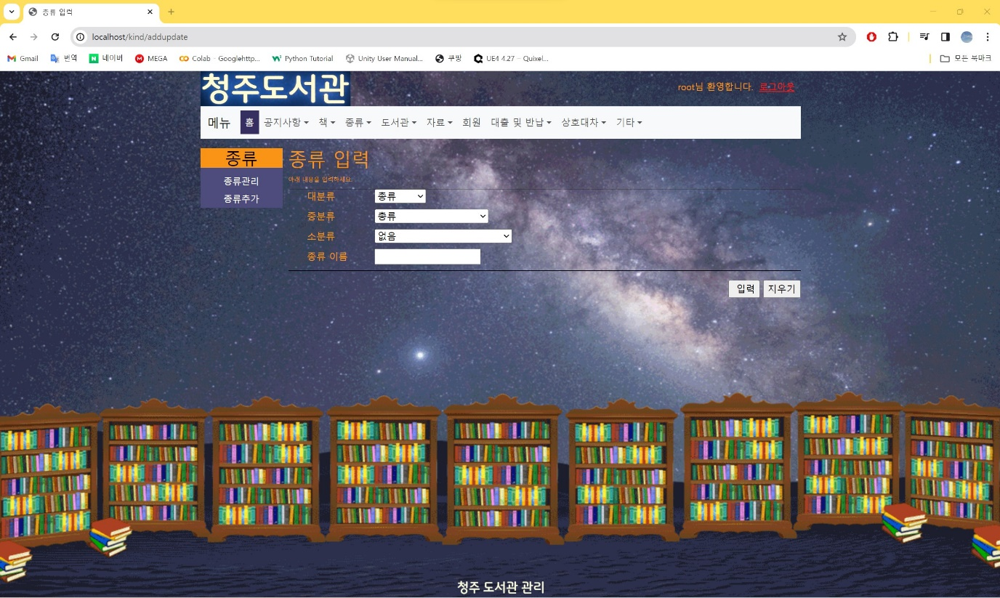 종류 입력
localhost/kind/addupdate
Gmail 번역 네이버 MEGA Colab - Googlehttp... Python Tutorial Unity User Manual... 쿠팡 UE4 4.27 - Quixel... 모든 북마크
청주도서관
root님 환영합니다. 로그아웃
메뉴 홈 공지사항 책 종류 도서관 자료 회원 대출 및 반납 상호대차 기타
종류
종류관리
종류추가
종류 입력
아래 내용을 입력하세요.
대분류 종류
중분류 종류
소분류 없음
종류 이름
입력 지우기
청주 도서관 관리